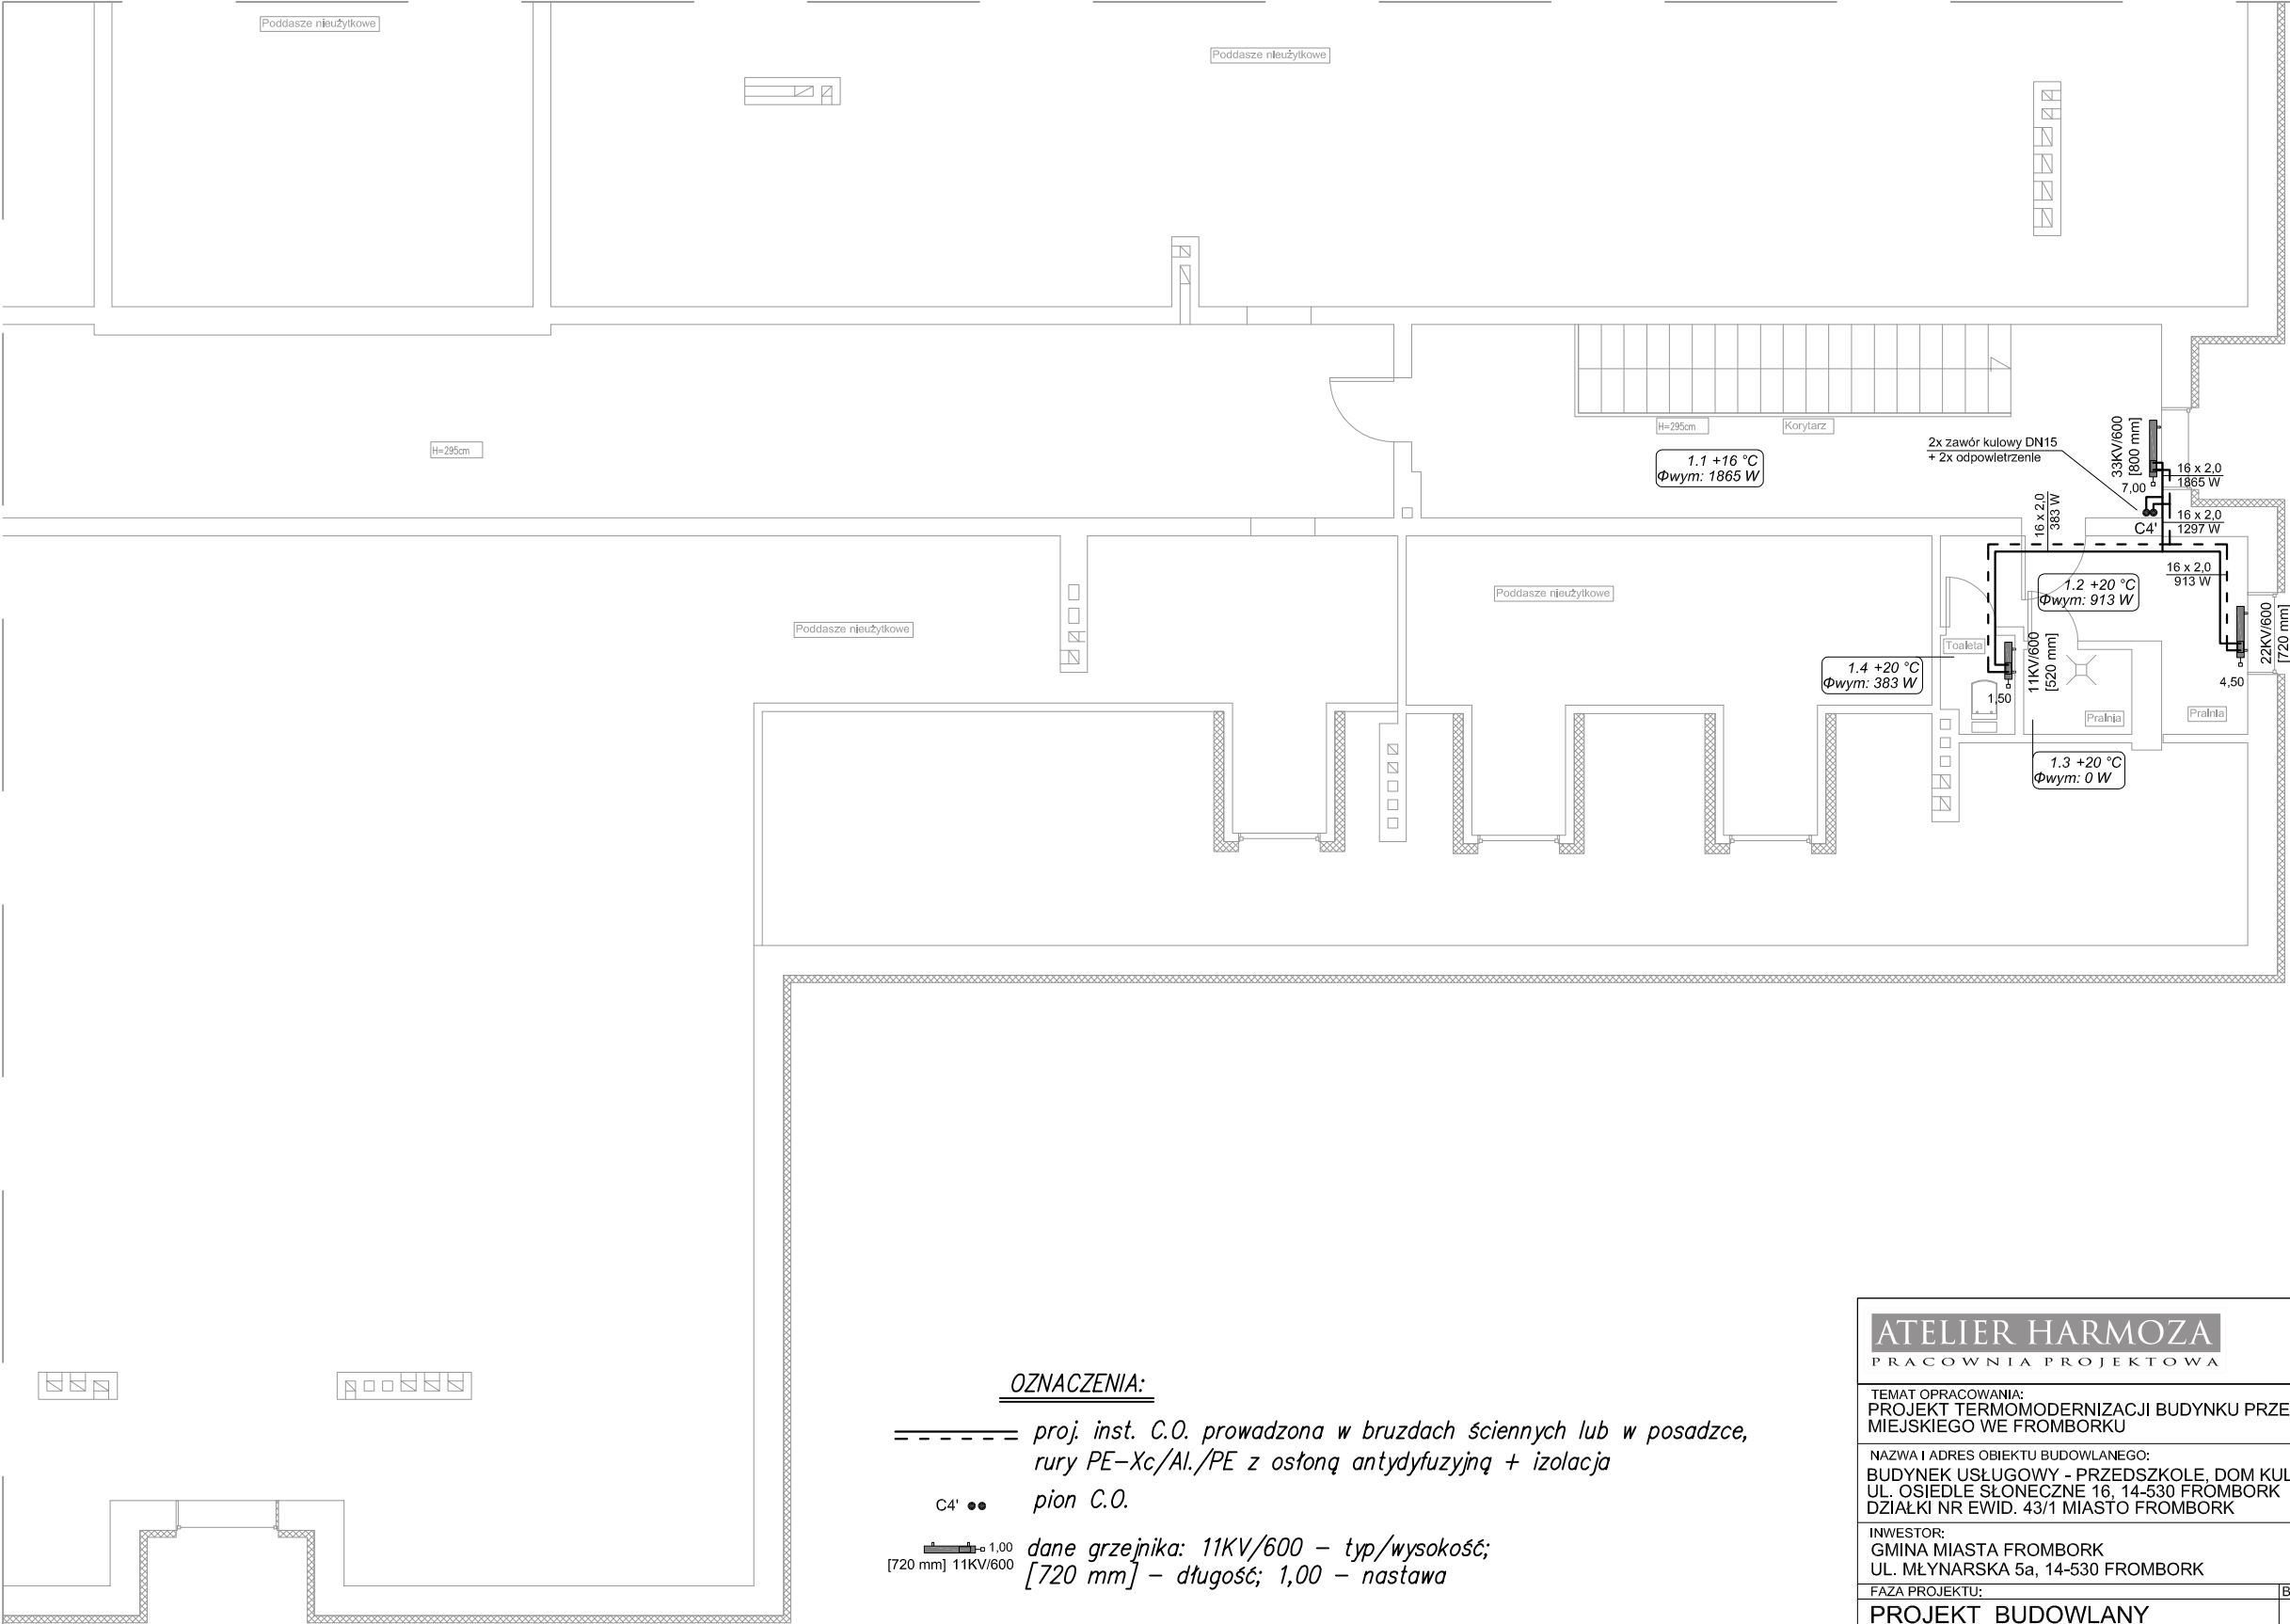 Poddasze nieużytkowe
Poddasze nieużytkowe
H=295cm
H=295cm
Korytarz
1.1 +16 °C
Φwym: 1865 W
2x zawór kulowy DN15
+ 2x odpowietrzenie
33KV/600
[800 mm]
7,00
16 x 2,0
1865 W
C4'
16 x 2,0
1297 W
16 x 2,0
383 W
16 x 2,0
913 W
1.2 +20 °C
Φwym: 913 W
Poddasze nieużytkowe
Poddasze nieużytkowe
Toaleta
1.4 +20 °C
Φwym: 383 W
11KV/600
[520 mm]
1,50
22KV/600
[720 mm]
4,50
Pralnia
Pralnia
1.3 +20 °C
Φwym: 0 W
OZNACZENIA:
proj. inst. C.O. prowadzona w bruzdach ściennych lub w posadzce,
rury PE-Xc/Al./PE z osłoną antydyfuzyjną + izolacja
C4' pion C.O.
1,00
[720 mm] 11KV/600
dane grzejnika: 11KV/600 – typ/wysokość;
[720 mm] – długość; 1,00 – nastawa
ATELIER HARMOZA
PRACOWNIA PROJEKTOWA
TEMAT OPRACOWANIA:
PROJEKT TERMOMODERNIZACJI BUDYNKU PRZE
MIEJSKIEGO WE FROMBORKU
NAZWA I ADRES OBIEKTU BUDOWLANEGO:
BUDYNEK USŁUGOWY - PRZEDSZKOLE, DOM KUL
UL. OSIEDLE SŁONECZNE 16, 14-530 FROMBORK
DZIAŁKI NR EWID. 43/1 MIASTO FROMBORK
INWESTOR:
GMINA MIASTA FROMBORK
UL. MŁYNARSKA 5a, 14-530 FROMBORK
FAZA PROJEKTU:
B
PROJEKT BUDOWLANY